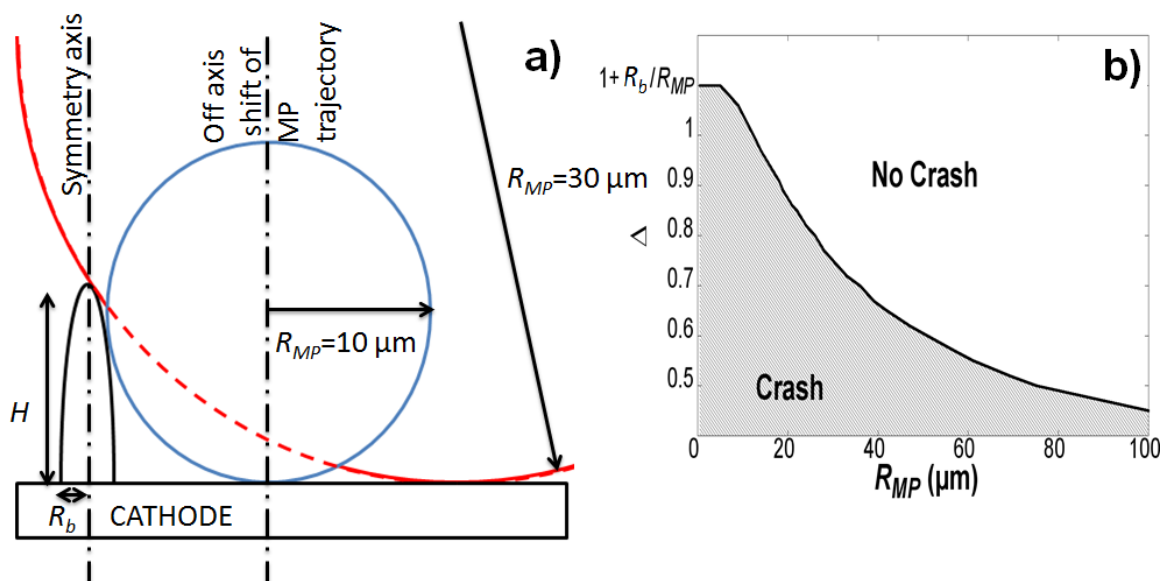 a)
Symmetry axis
Off axis
shift of
MP
trajectory
R_MP=30 µm
R_MP=10 µm
H
R_b
CATHODE
b)
1+R_b/R_MP
1
0.9
0.8
0.7
0.6
0.5
Δ
No Crash
Crash
0 20 40 60 80 100
R_MP (µm)